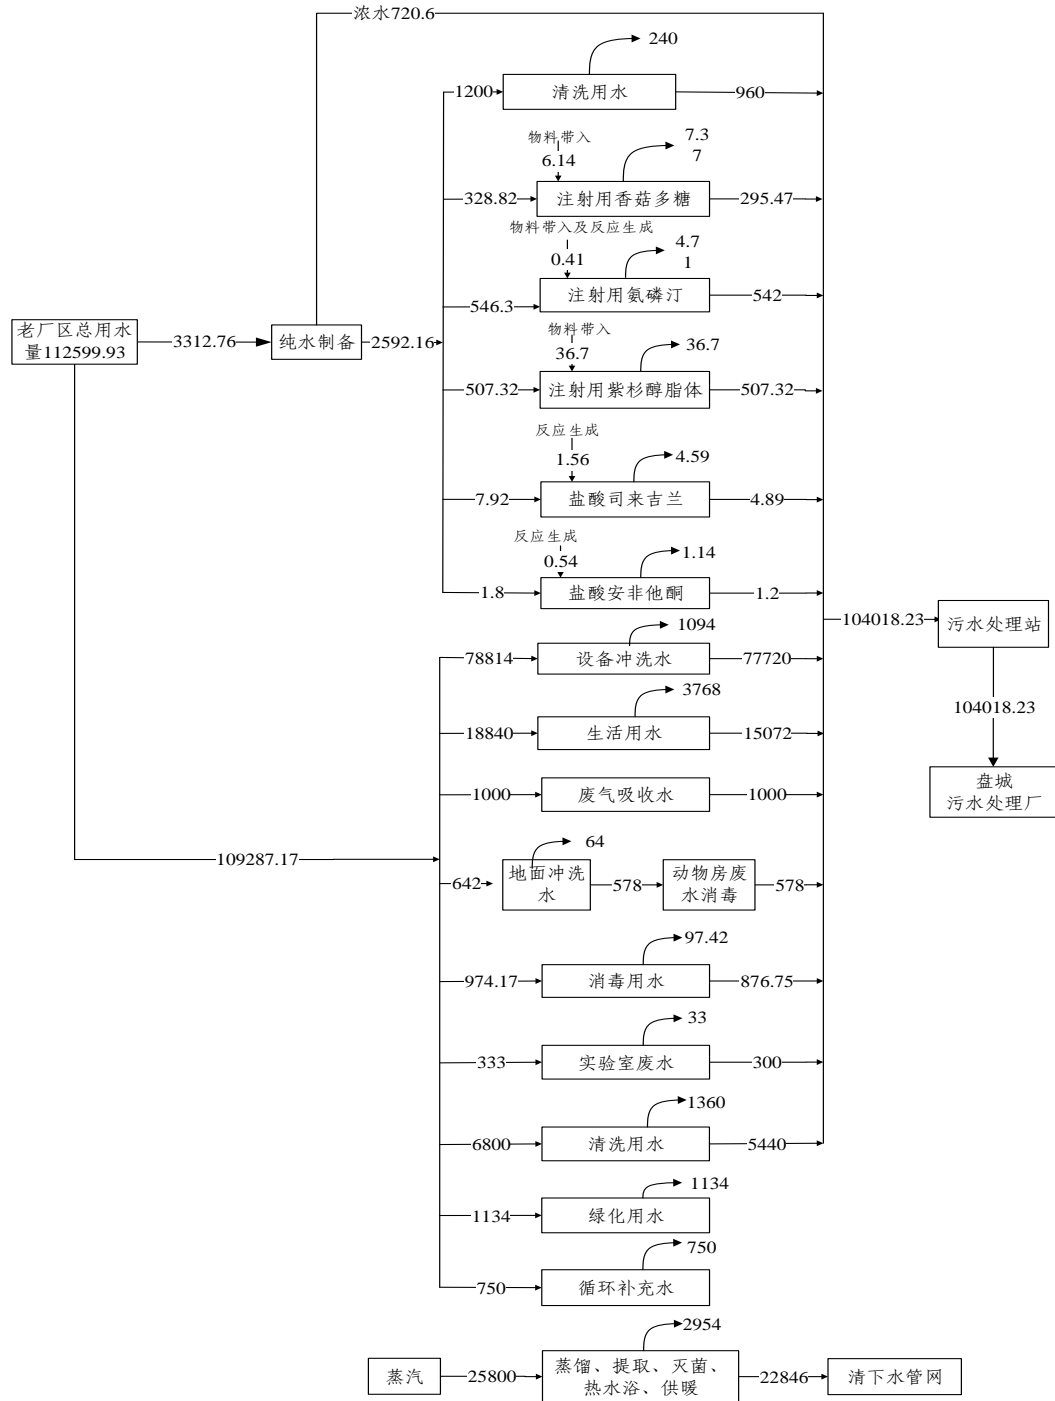 浓水720.6
240
1200
清洗用水
960
物料带入
6.14
7.3
7
328.82
注射用香菇多糖
295.47
物料带入及反应生成
0.41
4.7
1
546.3
注射用氨磷汀
542
老厂区总用水
量112599.93
3312.76
纯水制备
2592.16
物料带入
36.7
36.7
507.32
注射用紫杉醇脂体
507.32
反应生成
1.56
4.59
7.92
盐酸司来吉兰
4.89
反应生成
0.54
1.14
1.8
盐酸安非他酮
1.2
104018.23
污水处理站
1094
78814
设备冲洗水
77720
104018.23
3768
18840
生活用水
15072
盘城
污水处理厂
1000
废气吸收水
1000
109287.17
64
642
地面冲洗
水
578
动物房废
水消毒
578
97.42
974.17
消毒用水
876.75
33
333
实验室废水
300
1360
6800
清洗用水
5440
1134
1134
绿化用水
750
750
循环补充水
2954
蒸汽
25800
蒸馏、提取、灭菌、
热水浴、供暖
22846
清下水管网